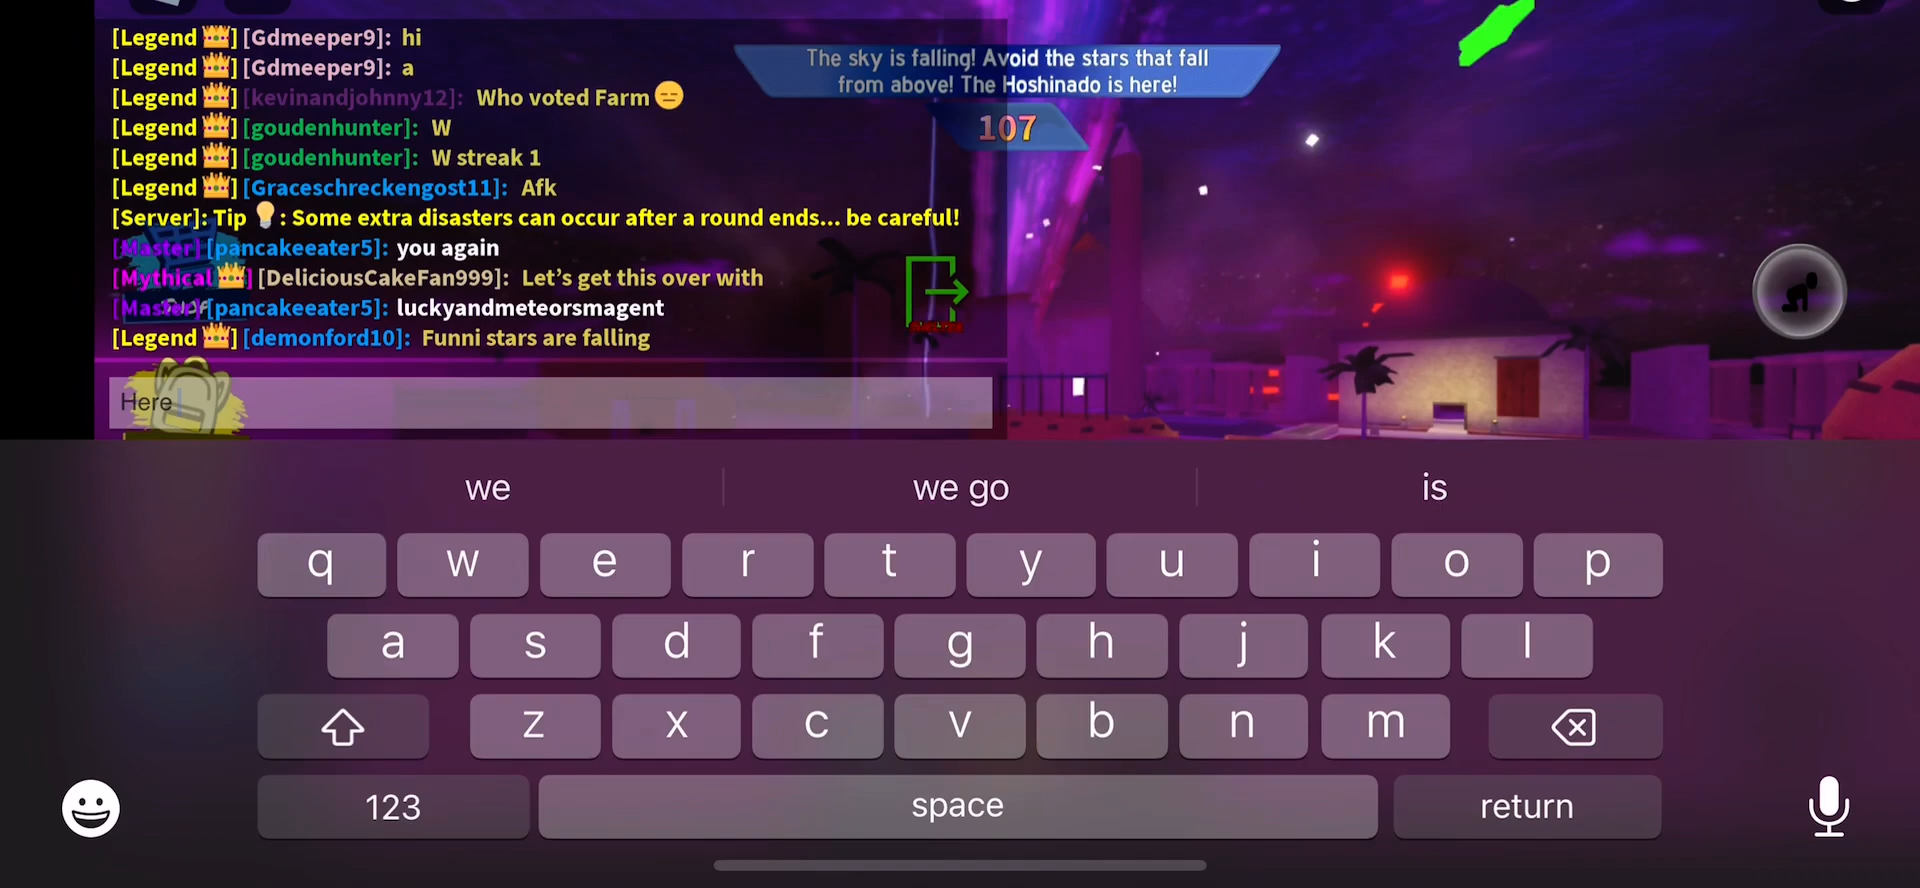 [Legend 👑] [Gdmeeper9]: hi
[Legend 👑] [Gdmeeper9]: a
[Legend 👑] [kevinandjohnny12]: Who voted Farm 😑
[Legend 👑] [goudenhunter]: W
[Legend 👑] [goudenhunter]: W streak 1
[Legend 👑] [Graceschreckengost11]: Afk
[Server]: Tip 💡: Some extra disasters can occur after a round ends... be careful!
[Master] [pancakeeater5]: you again
[Mythical 👑] [DeliciousCakeFan999]: Let's get this over with
[Master] [pancakeeater5]: luckyandmeteorsmagent
[Legend 👑] [demonford10]: Funni stars are falling
Here
The sky is falling! Avoid the stars that fall
from above! The Hoshinado is here!
107
we we go is
q w e r t y u i o p
a s d f g h j k l
z x c v b n m
123 space return